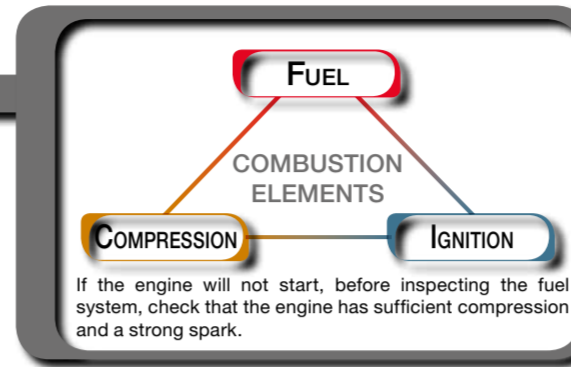 FUEL
COMBUSTION
ELEMENTS
COMPRESSION
IGNITION
If the engine will not start, before inspecting the fuel
system, check that the engine has sufficient compression
and a strong spark.